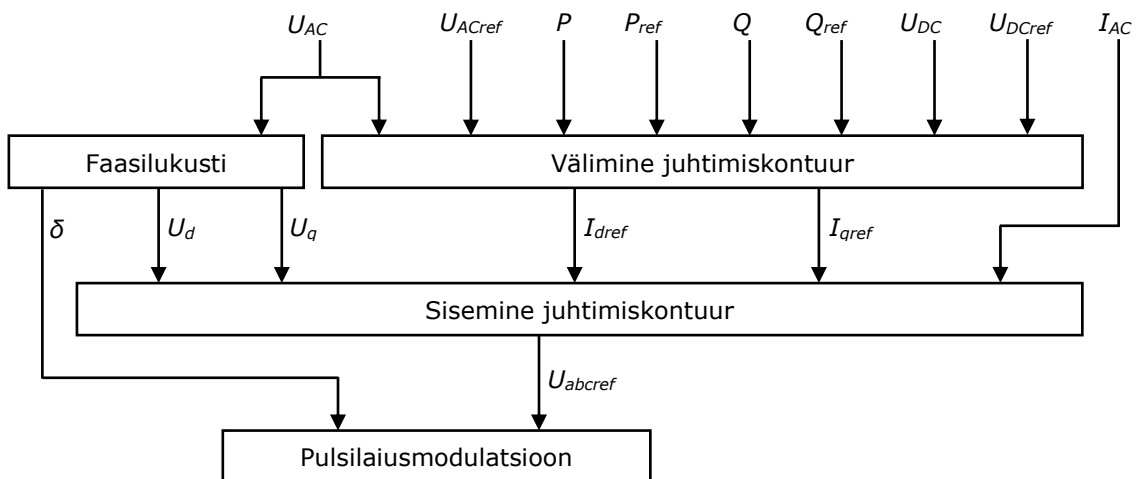 U_AC U_ACref P P_ref Q Q_ref U_DC U_DCref I_AC
Faasilukusti Välimine juhtimiskontuur
δ U_d U_q I_dref I_qref
Sisemine juhtimiskontuur
U_abcref
Pulsilaiusmodulatsioon